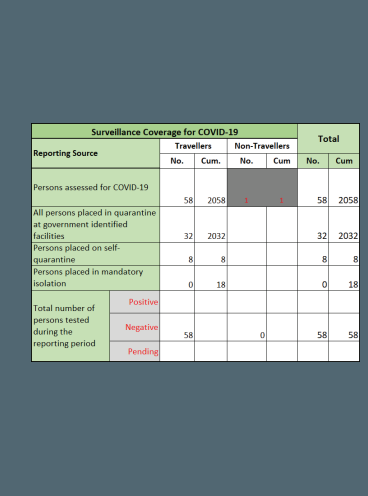 Surveillance Coverage for COVID-19 Total
Reporting Source Travellers Non-Travellers
No. Cum. No. Cum No. Cum
Persons assessed for COVID-19 58 2058 1 1 58 2058
All persons placed in quarantine
at government identified
facilities 32 2032 32 2032
Persons placed on self-
quarantine 8 8 8 8
Persons placed in mandatory
isolation 0 18 0 18
Total number of
persons tested
during the
reporting period
Positive
Negative 58 0 58 58
Pending